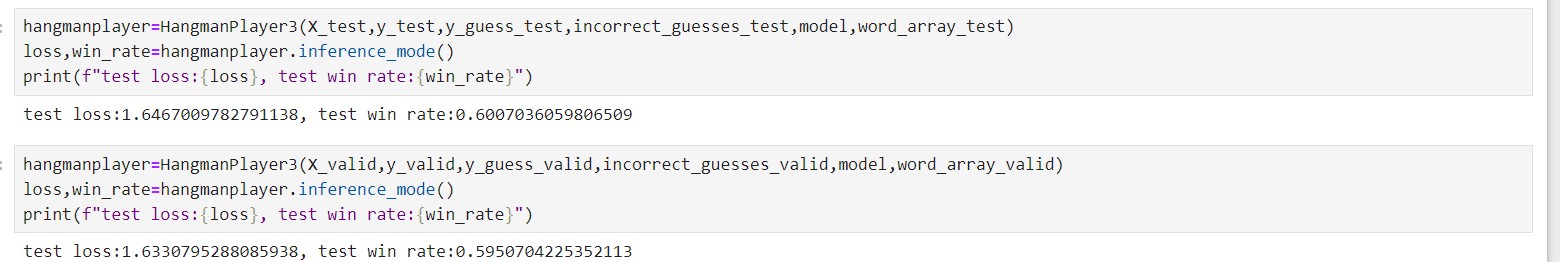 hangmanplayer=HangmanPlayer3(X_test,y_test,y_guess_test,incorrect_guesses_test,model,word_array_test)
loss,win_rate=hangmanplayer.inference_mode()
print(f"test loss:{loss}, test win rate:{win_rate}")
test loss:1.6467009782791138, test win rate:0.6007036059806509
hangmanplayer=HangmanPlayer3(X_valid,y_valid,y_guess_valid,incorrect_guesses_valid,model,word_array_valid)
loss,win_rate=hangmanplayer.inference_mode()
print(f"test loss:{loss}, test win rate:{win_rate}")
test loss:1.6330795288085938, test win rate:0.5950704225352113